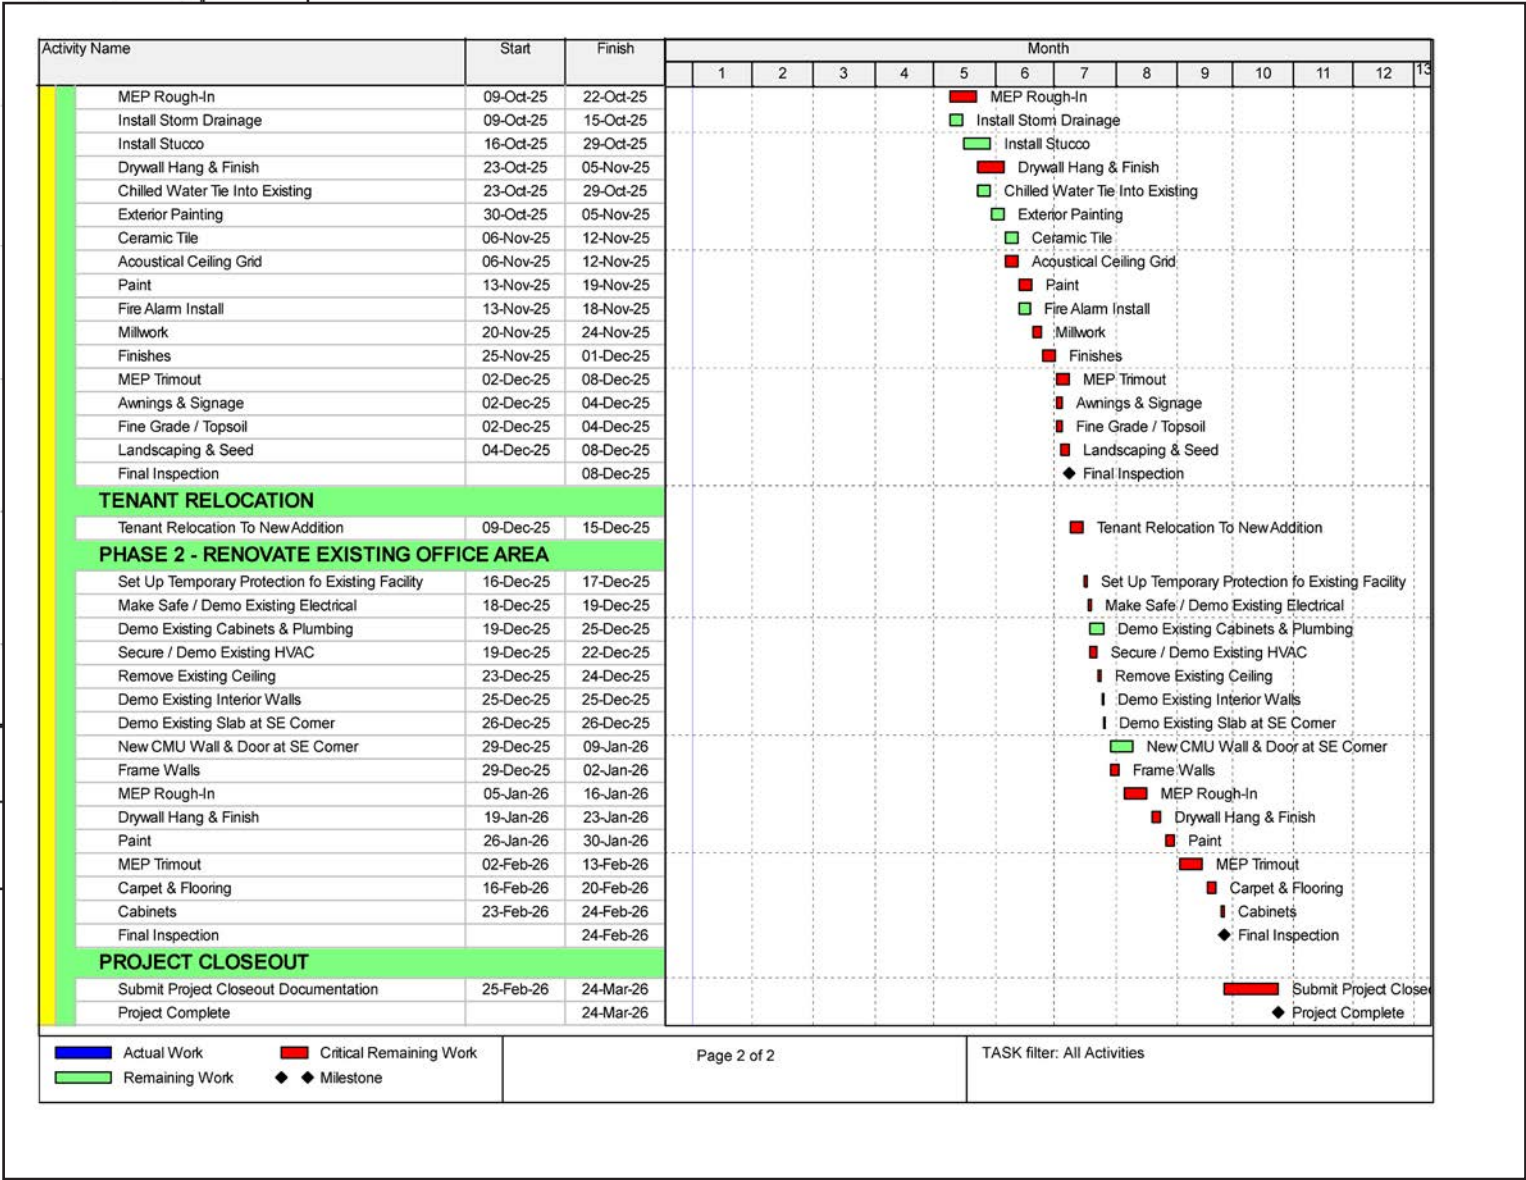 Activity Name Start Finish Month
1 2 3 4 5 6 7 8 9 10 11 12 13
MEP Rough-In 09-Oct-25 22-Oct-25 MEP Rough-In
Install Storm Drainage 09-Oct-25 15-Oct-25 Install Storm Drainage
Install Stucco 16-Oct-25 29-Oct-25 Install Stucco
Drywall Hang & Finish 23-Oct-25 05-Nov-25 Drywall Hang & Finish
Chilled Water Tie Into Existing 23-Oct-25 29-Oct-25 Chilled Water Tie Into Existing
Exterior Painting 30-Oct-25 05-Nov-25 Exterior Painting
Ceramic Tile 06-Nov-25 12-Nov-25 Ceramic Tile
Acoustical Ceiling Grid 06-Nov-25 12-Nov-25 Acoustical Ceiling Grid
Paint 13-Nov-25 19-Nov-25 Paint
Fire Alarm Install 13-Nov-25 18-Nov-25 Fire Alarm Install
Millwork 20-Nov-25 24-Nov-25 Millwork
Finishes 25-Nov-25 01-Dec-25 Finishes
MEP Trimout 02-Dec-25 08-Dec-25 MEP Trimout
Awnings & Signage 02-Dec-25 04-Dec-25 Awnings & Signage
Fine Grade / Topsoil 02-Dec-25 04-Dec-25 Fine Grade / Topsoil
Landscaping & Seed 04-Dec-25 08-Dec-25 Landscaping & Seed
Final Inspection 08-Dec-25 Final Inspection
TENANT RELOCATION
Tenant Relocation To New Addition 09-Dec-25 15-Dec-25 Tenant Relocation To New Addition
PHASE 2 - RENOVATE EXISTING OFFICE AREA
Set Up Temporary Protection fo Existing Facility 16-Dec-25 17-Dec-25 Set Up Temporary Protection fo Existing Facility
Make Safe / Demo Existing Electrical 18-Dec-25 19-Dec-25 Make Safe / Demo Existing Electrical
Demo Existing Cabinets & Plumbing 19-Dec-25 25-Dec-25 Demo Existing Cabinets & Plumbing
Secure / Demo Existing HVAC 19-Dec-25 22-Dec-25 Secure / Demo Existing HVAC
Remove Existing Ceiling 23-Dec-25 24-Dec-25 Remove Existing Ceiling
Demo Existing Interior Walls 25-Dec-25 25-Dec-25 Demo Existing Interior Walls
Demo Existing Slab at SE Corner 26-Dec-25 26-Dec-25 Demo Existing Slab at SE Corner
New CMU Wall & Door at SE Corner 29-Dec-25 09-Jan-26 New CMU Wall & Door at SE Corner
Frame Walls 29-Dec-25 02-Jan-26 Frame Walls
MEP Rough-In 05-Jan-26 16-Jan-26 MEP Rough-In
Drywall Hang & Finish 19-Jan-26 23-Jan-26 Drywall Hang & Finish
Paint 26-Jan-26 30-Jan-26 Paint
MEP Trimout 02-Feb-26 13-Feb-26 MEP Trimout
Carpet & Flooring 16-Feb-26 20-Feb-26 Carpet & Flooring
Cabinets 23-Feb-26 24-Feb-26 Cabinets
Final Inspection 24-Feb-26 Final Inspection
PROJECT CLOSEOUT
Submit Project Closeout Documentation 25-Feb-26 24-Mar-26 Submit Project Close
Project Complete 24-Mar-26 Project Complete
Actual Work Critical Remaining Work Page 2 of 2 TASK filter: All Activities
Remaining Work Milestone